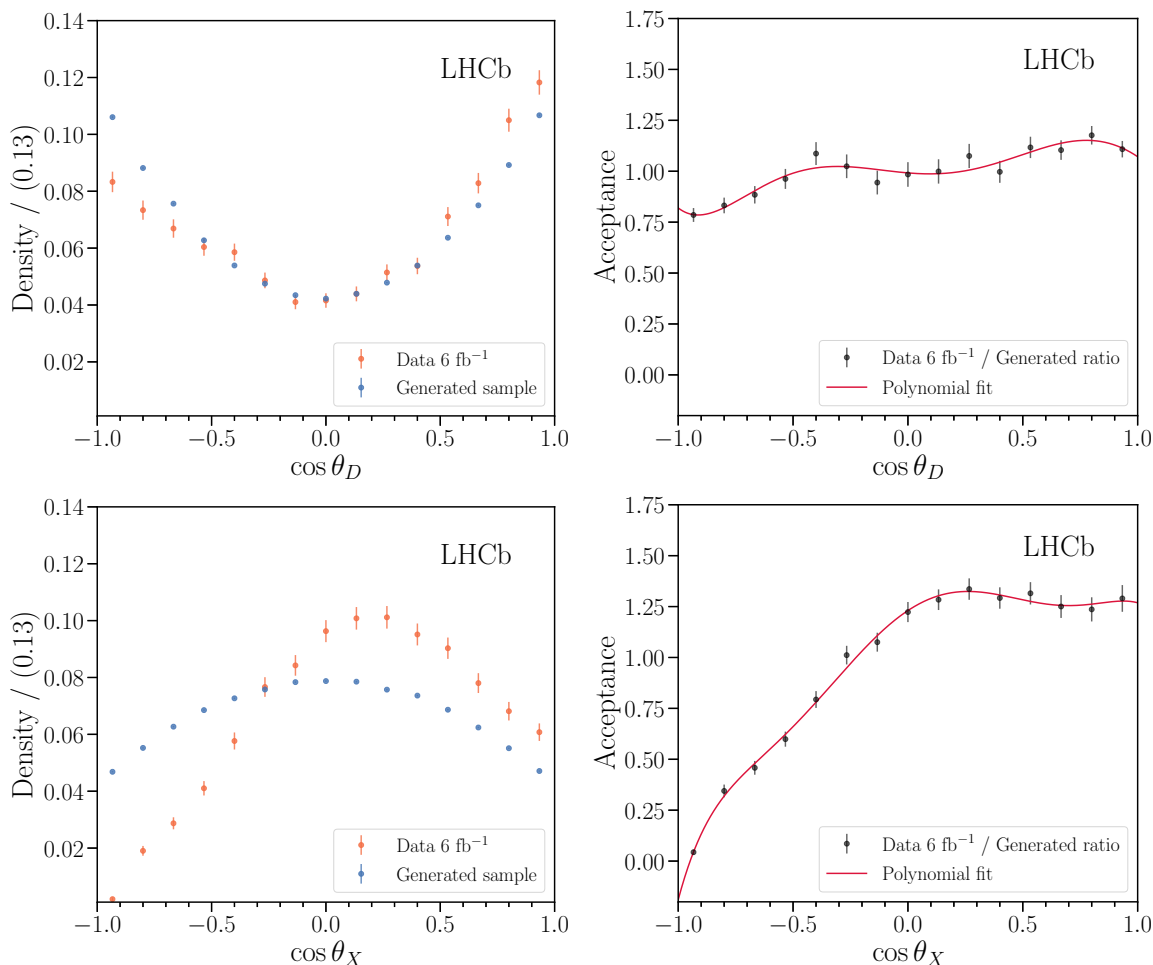 0.14
0.12
0.10
0.08
0.06
0.04
0.02
Density / (0.13)
LHCb
Data 6 fb⁻¹
Generated sample
−1.0 −0.5 0.0 0.5 1.0
cos θ_D
1.75
1.50
1.25
1.00
0.75
0.50
0.25
0.00
Acceptance
LHCb
Data 6 fb⁻¹ / Generated ratio
Polynomial fit
−1.0 −0.5 0.0 0.5 1.0
cos θ_D
0.14
0.12
0.10
0.08
0.06
0.04
0.02
Density / (0.13)
LHCb
Data 6 fb⁻¹
Generated sample
−1.0 −0.5 0.0 0.5 1.0
cos θ_X
1.75
1.50
1.25
1.00
0.75
0.50
0.25
0.00
Acceptance
LHCb
Data 6 fb⁻¹ / Generated ratio
Polynomial fit
−1.0 −0.5 0.0 0.5 1.0
cos θ_X